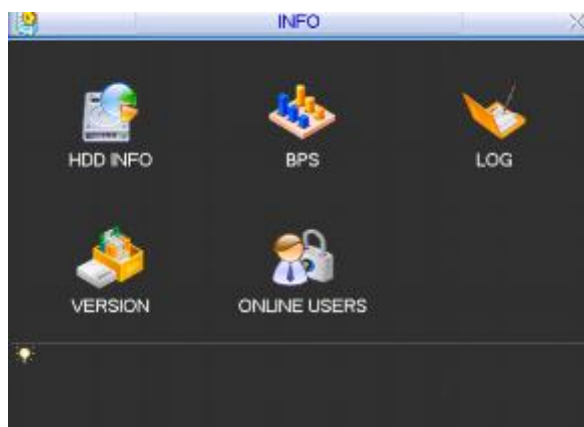 INFO
HDD INFO
BPS
LOG
VERSION
ONLINE USERS